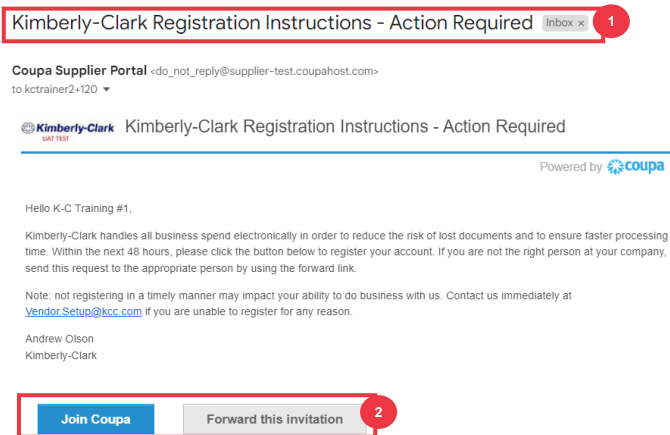 Kimberly-Clark Registration Instructions - Action Required Inbox × 1
Coupa Supplier Portal <do_not_reply@supplier-test.coupahost.com>
to kctrainer2+120
Kimberly-Clark Kimberly-Clark Registration Instructions - Action Required
UAT TEST
Powered by coupa
Hello K-C Training #1,
Kimberly-Clark handles all business spend electronically in order to reduce the risk of lost documents and to ensure faster processing
time. Within the next 48 hours, please click the button below to register your account. If you are not the right person at your company,
send this request to the appropriate person by using the forward link.
Note: not registering in a timely manner may impact your ability to do business with us. Contact us immediately at
Vendor.Setup@kcc.com if you are unable to register for any reason.
Andrew Olson
Kimberly-Clark
Join Coupa Forward this invitation 2